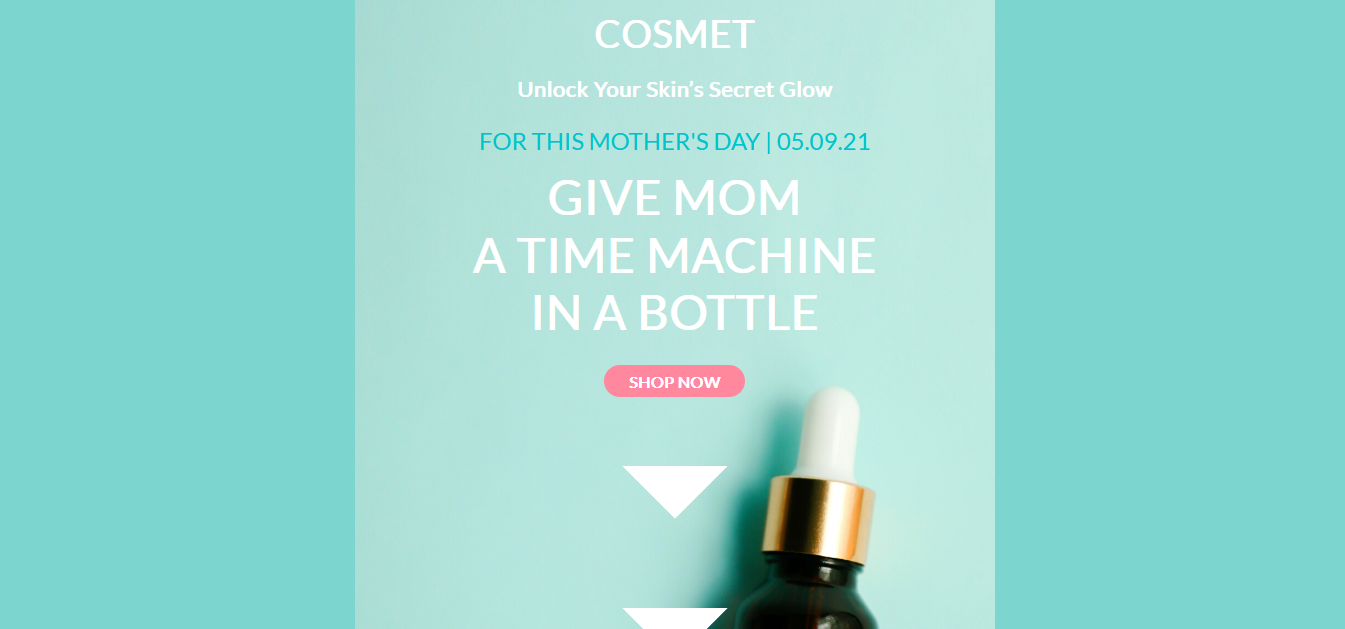 COSMET
Unlock Your Skin's Secret Glow
FOR THIS MOTHER'S DAY | 05.09.21
GIVE MOM
A TIME MACHINE
IN A BOTTLE
SHOP NOW